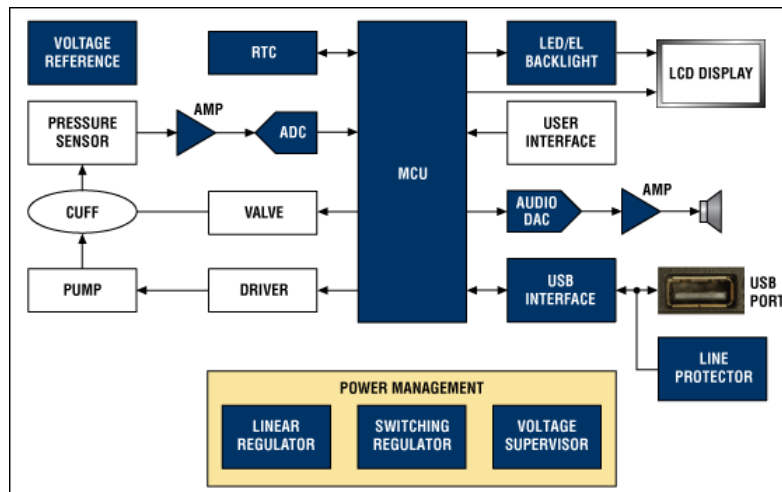 VOLTAGE
REFERENCE
RTC
LED/EL
BACKLIGHT
LCD DISPLAY
PRESSURE
SENSOR
AMP
ADC
MCU
USER
INTERFACE
CUFF
VALVE
AUDIO
DAC
AMP
PUMP
DRIVER
USB
INTERFACE
USB
PORT
LINE
PROTECTOR
POWER MANAGEMENT
LINEAR
REGULATOR
SWITCHING
REGULATOR
VOLTAGE
SUPERVISOR